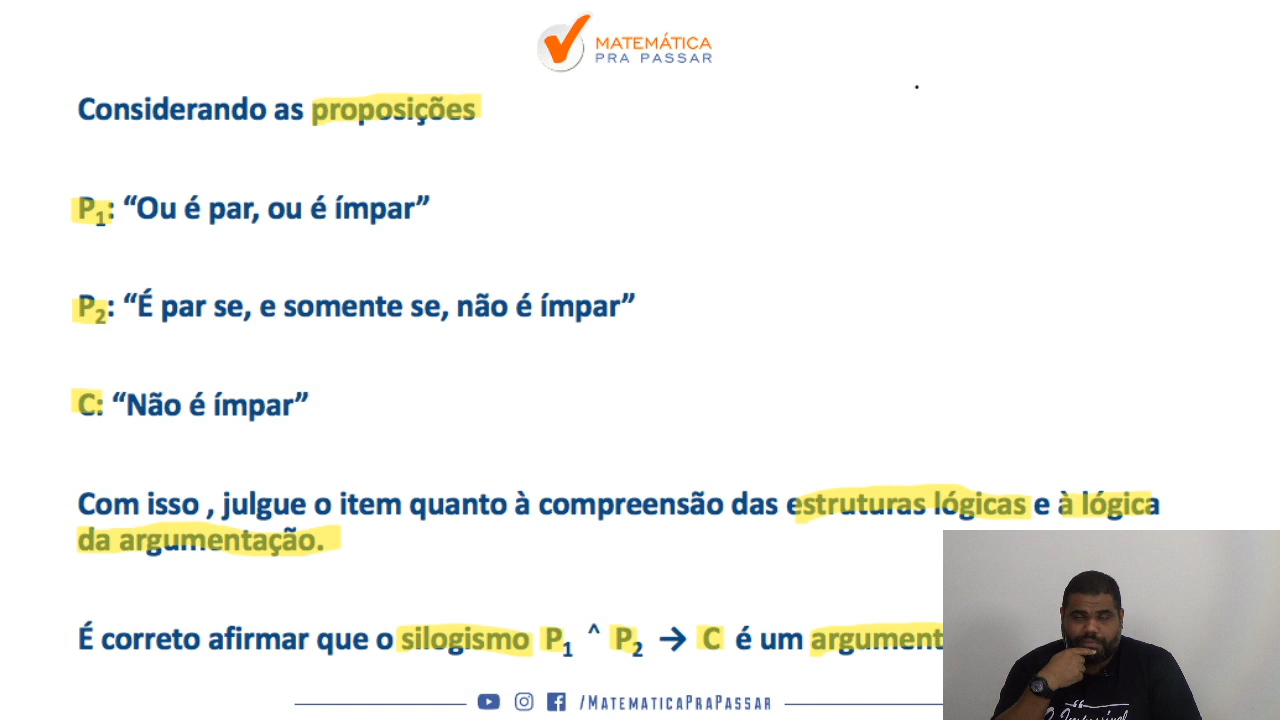 MATEMÁTICA
PRA PASSAR
Considerando as proposições
P1: “Ou é par, ou é ímpar”
P2: “É par se, e somente se, não é ímpar”
C: “Não é ímpar”
Com isso , julgue o item quanto à compreensão das estruturas lógicas e à lógica
da argumentação.
É correto afirmar que o silogismo P1 ^ P2 → C é um argument
/MATEMATICAPRAPASSAR